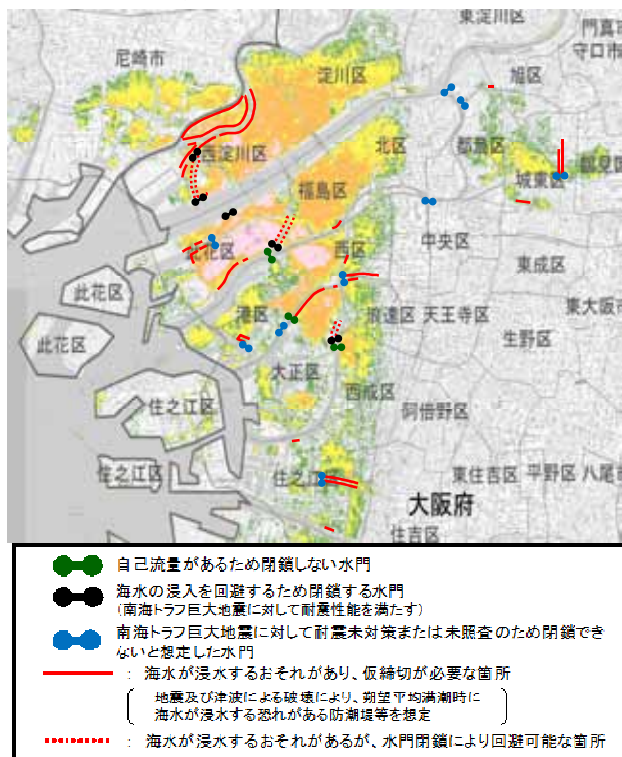 東淀川区
門真市
守口市
尼崎市
淀川区
旭区
北区
都島区
西淀川区
城東区
鶴見区
福島区
中央区
此花区
西区
東成区
此花区
港区
浪速区
天王寺区
東大阪市
此花区
生野区
大正区
西成区
住之江区
阿倍野区
住之江区
住之江区
東住吉区
平野区
八尾市
大阪府
住吉区
自己流量があるため閉鎖しない水門
海水の浸入を回避するため閉鎖する水門
(南海トラフ巨大地震に対して耐震性能を満たす)
南海トラフ巨大地震に対して耐震未対策または未照査のため閉鎖でき
ないと想定した水門
: 海水が浸水するおそれがあり、仮締切が必要な箇所
地震及び津波による破壊により、朔望平均満潮時に
海水が浸水する恐れがある防潮堤等を想定
: 海水が浸水するおそれがあるが、水門閉鎖により回避可能な箇所